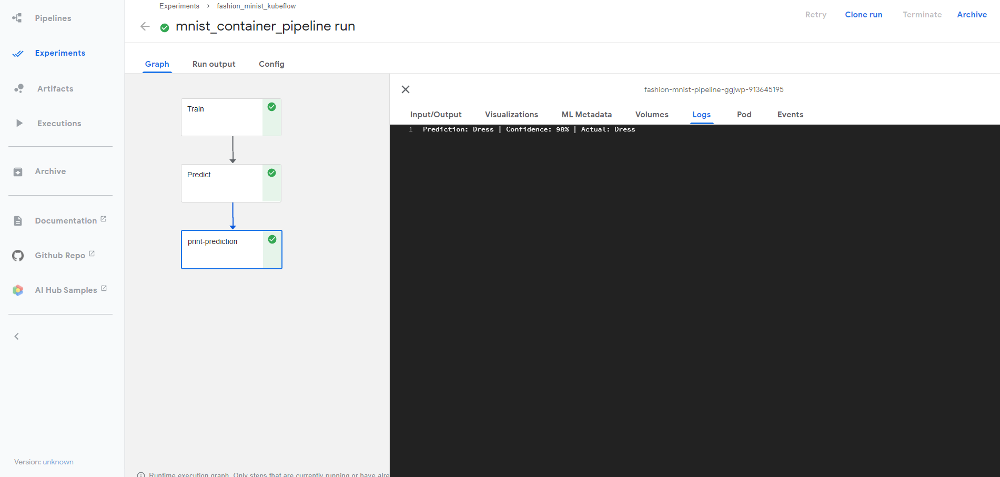 Pipelines
Experiments
Artifacts
Executions
Archive
Documentation
Github Repo
AI Hub Samples
Version: unknown
Experiments > fashion_minist_kubeflow
mnist_container_pipeline run
Retry Clone run Terminate Archive
Graph Run output Config
Train
Predict
print-prediction
Runtime execution graph. Only steps that are currently running or have alre
fashion-mnist-pipeline-ggjwp-913645195
Input/Output Visualizations ML Metadata Volumes Logs Pod Events
1 Prediction: Dress | Confidence: 98% | Actual: Dress